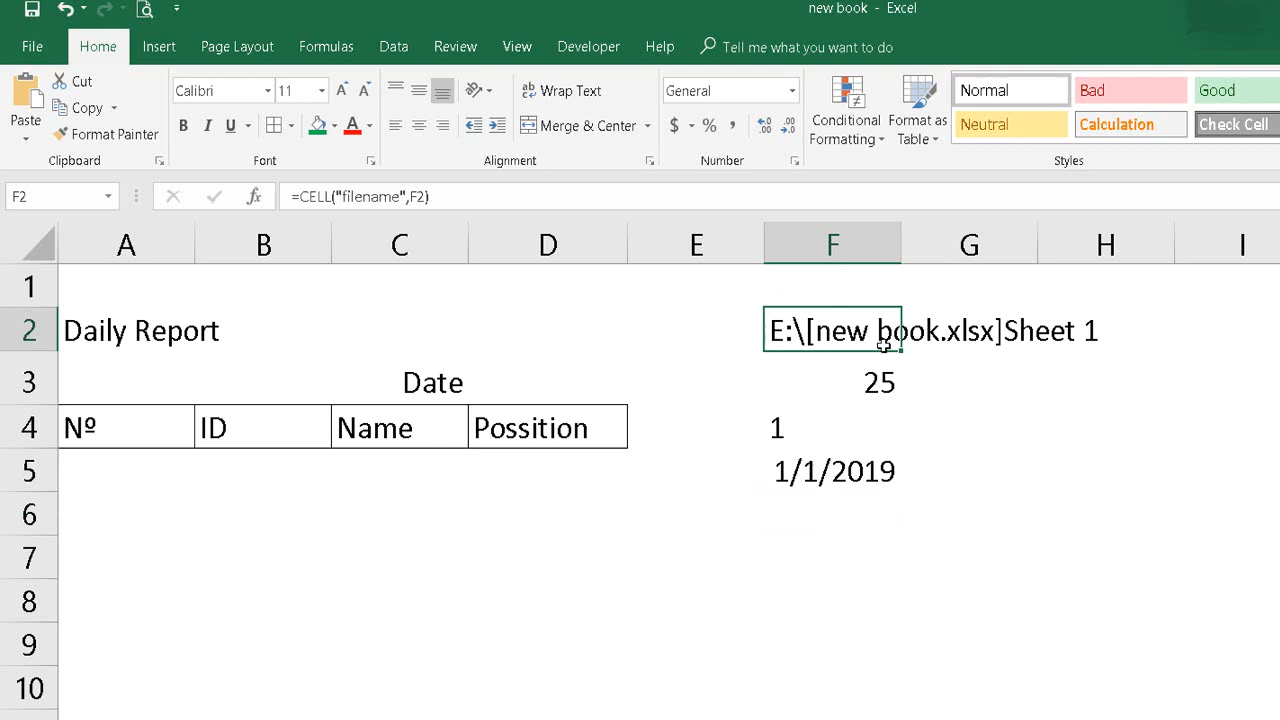 new book - Excel
File Home Insert Page Layout Formulas Data Review View Developer Help Tell me what you want to do
Paste
Cut
Copy
Format Painter
Clipboard
Calibri 11
B I U
Font
ab Wrap Text
Merge & Center
Alignment
General
$ % ,
Number
Conditional Formatting
Format as Table
Normal Bad Good
Neutral Calculation Check Cell
Styles
F2 fx =CELL("filename",F2)
A B C D E F G H I
1
2 Daily Report E:\[new book.xlsx]Sheet 1
3 Date 25
4 Nº ID Name Possition 1
5 1/1/2019
6
7
8
9
10